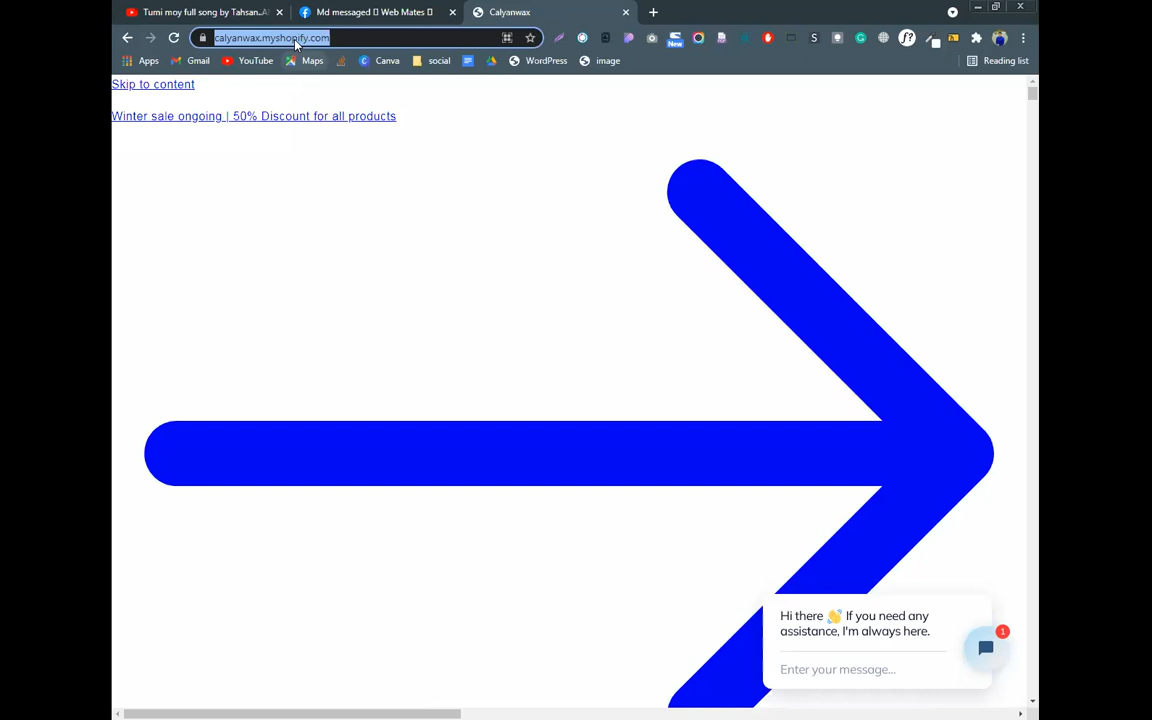 Tumi moy full song by Tahsan..A
Md messaged Web Mates
Calyanwax
calyanwax.myshopify.com
New
Apps
Gmail
YouTube
Maps
Canva
social
WordPress
image
Reading list
Skip to content
Winter sale ongoing | 50% Discount for all products
Hi there 👋 If you need any
assistance, I'm always here.
1
Enter your message...